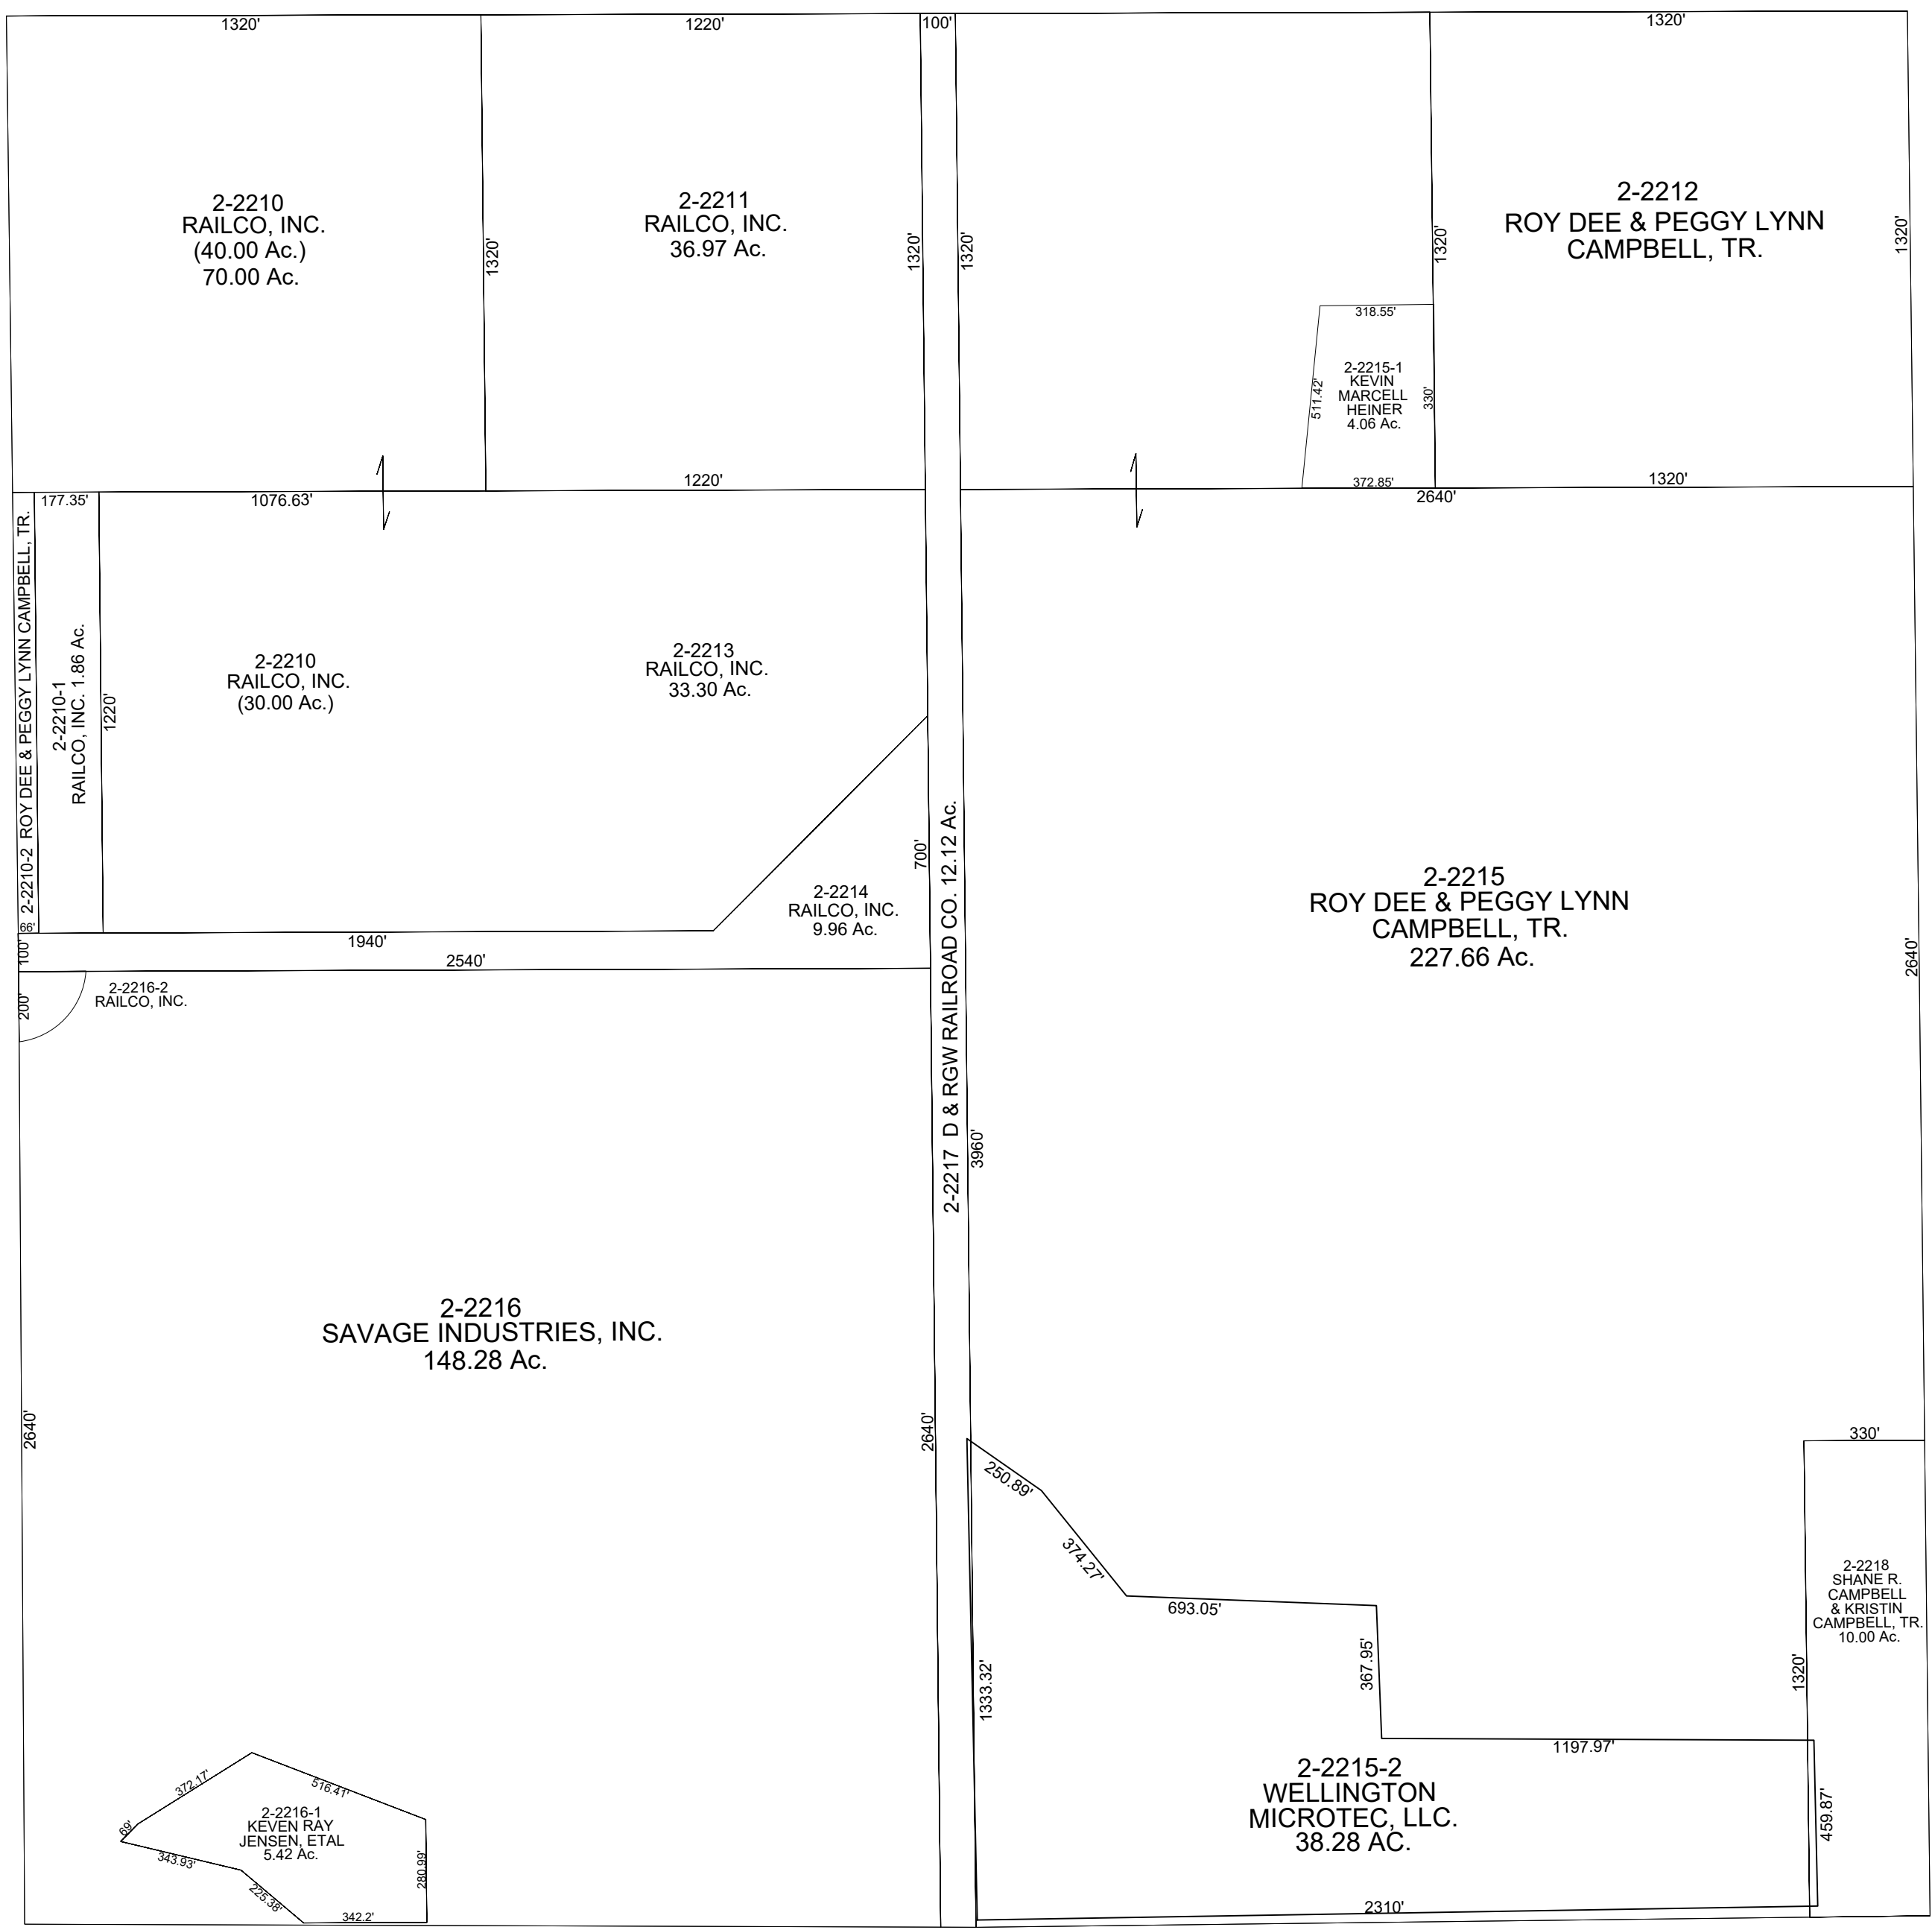 1320'
1220'
100'
1320'
2-2210
RAILCO, INC.
(40.00 Ac.)
70.00 Ac.
1320'
2-2211
RAILCO, INC.
36.97 Ac.
1320'
1320'
1320'
2-2212
ROY DEE & PEGGY LYNN
CAMPBELL, TR.
1320'
318.55'
511.42'
2-2215-1
KEVIN
MARCELL
HEINER
4.06 Ac.
330'
372.85'
1220'
1320'
2640'
177.35'
1076.63'
2-2210-2 ROY DEE & PEGGY LYNN CAMPBELL, TR.
66'
2-2210-1
RAILCO, INC. 1.86 Ac.
1220'
2-2210
RAILCO, INC.
(30.00 Ac.)
2-2213
RAILCO, INC.
33.30 Ac.
700'
2-2214
RAILCO, INC.
9.96 Ac.
100'
1940'
2540'
200'
2-2216-2
RAILCO, INC.
2-2217 D & RGW RAILROAD CO. 12.12 Ac.
3960'
2-2215
ROY DEE & PEGGY LYNN
CAMPBELL, TR.
227.66 Ac.
2640'
2-2216
SAVAGE INDUSTRIES, INC.
148.28 Ac.
2640'
2640'
330'
250.89'
374.27'
693.05'
367.95'
1197.97'
1333.32'
1320'
2-2218
SHANE R.
CAMPBELL
& KRISTIN
CAMPBELL, TR.
10.00 Ac.
459.87'
2-2215-2
WELLINGTON
MICROTEC, LLC.
38.28 AC.
2310'
372.17'
516.41'
69'
2-2216-1
KEVEN RAY
JENSEN, ETAL
5.42 Ac.
343.93'
225.38'
280.99'
342.2'